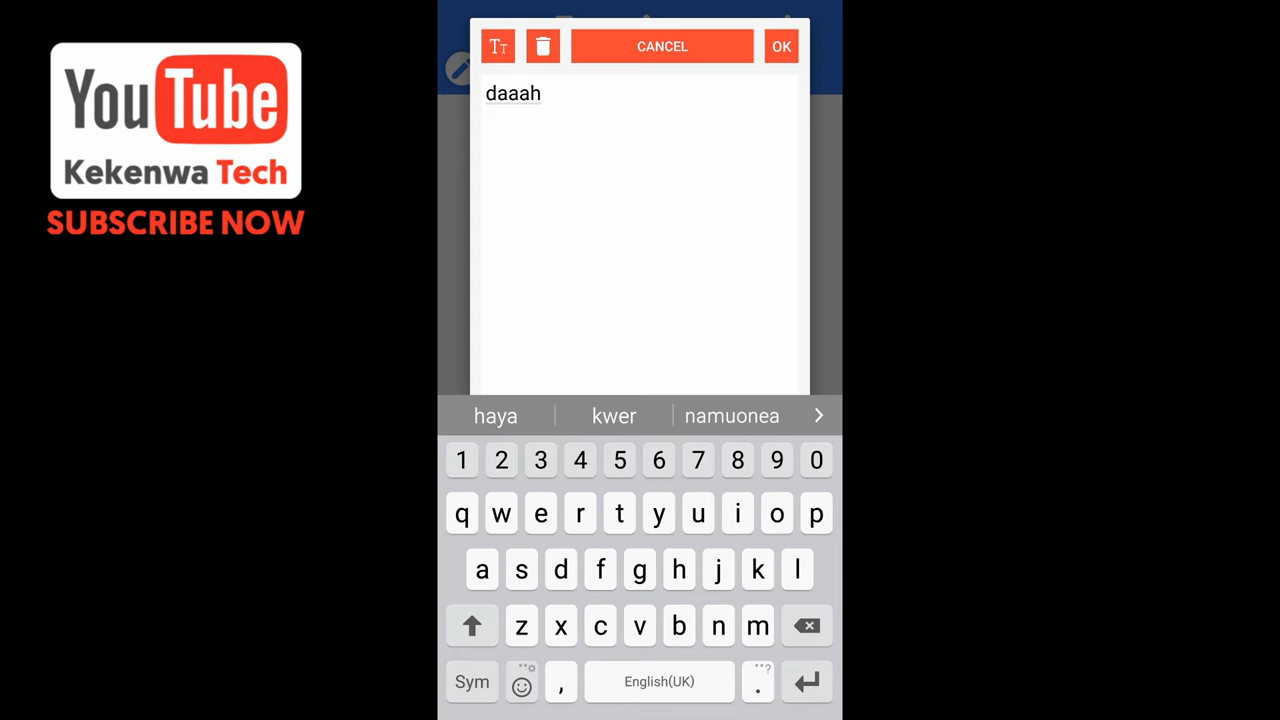 YouTube
Kekenwa Tech
SUBSCRIBE NOW
TT CANCEL OK
daaah
haya kwer namuonea >
1 2 3 4 5 6 7 8 9 0
q w e r t y u i o p
a s d f g h j k l
z x c v b n m
Sym , English(UK) .